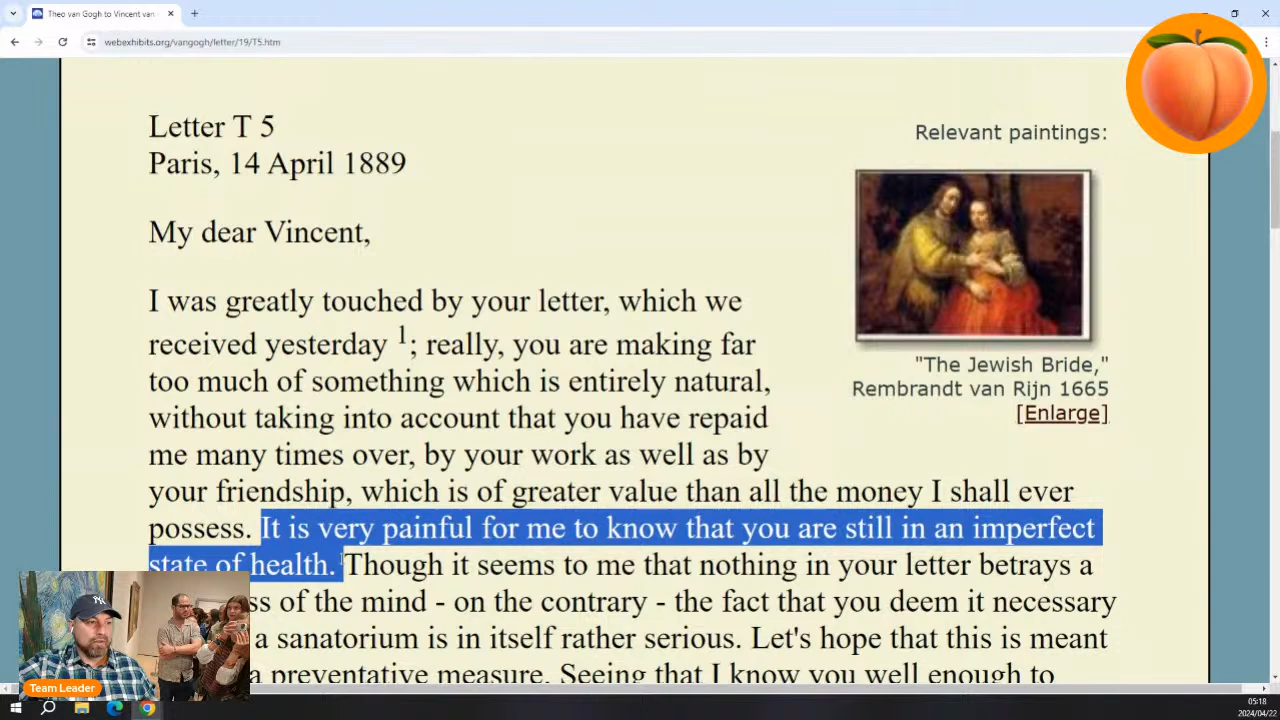 Theo van Gogh to Vincent van
webexhibits.org/vangogh/letter/19/T5.htm
Letter T 5
Paris, 14 April 1889
Relevant paintings:
My dear Vincent,
I was greatly touched by your letter, which we
received yesterday 1; really, you are making far
too much of something which is entirely natural,
without taking into account that you have repaid
me many times over, by your work as well as by
your friendship, which is of greater value than all the money I shall ever
possess. It is very painful for me to know that you are still in an imperfect
state of health. Though it seems to me that nothing in your letter betrays a
ss of the mind - on the contrary - the fact that you deem it necessary
a sanatorium is in itself rather serious. Let's hope that this is meant
a preventative measure. Seeing that I know you well enough to
"The Jewish Bride,"
Rembrandt van Rijn 1665
[Enlarge]
NY
Team Leader
05:18
2024/04/22